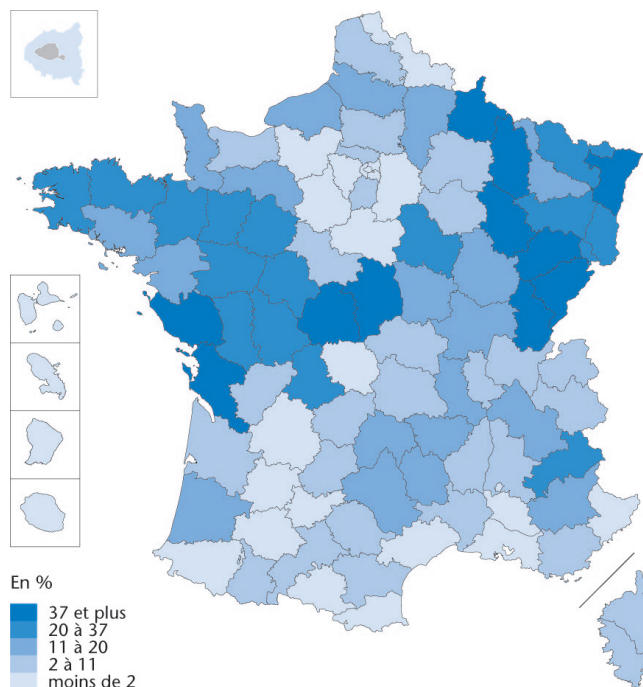 En %
37 et plus
20 à 37
11 à 20
2 à 11
moins de 2